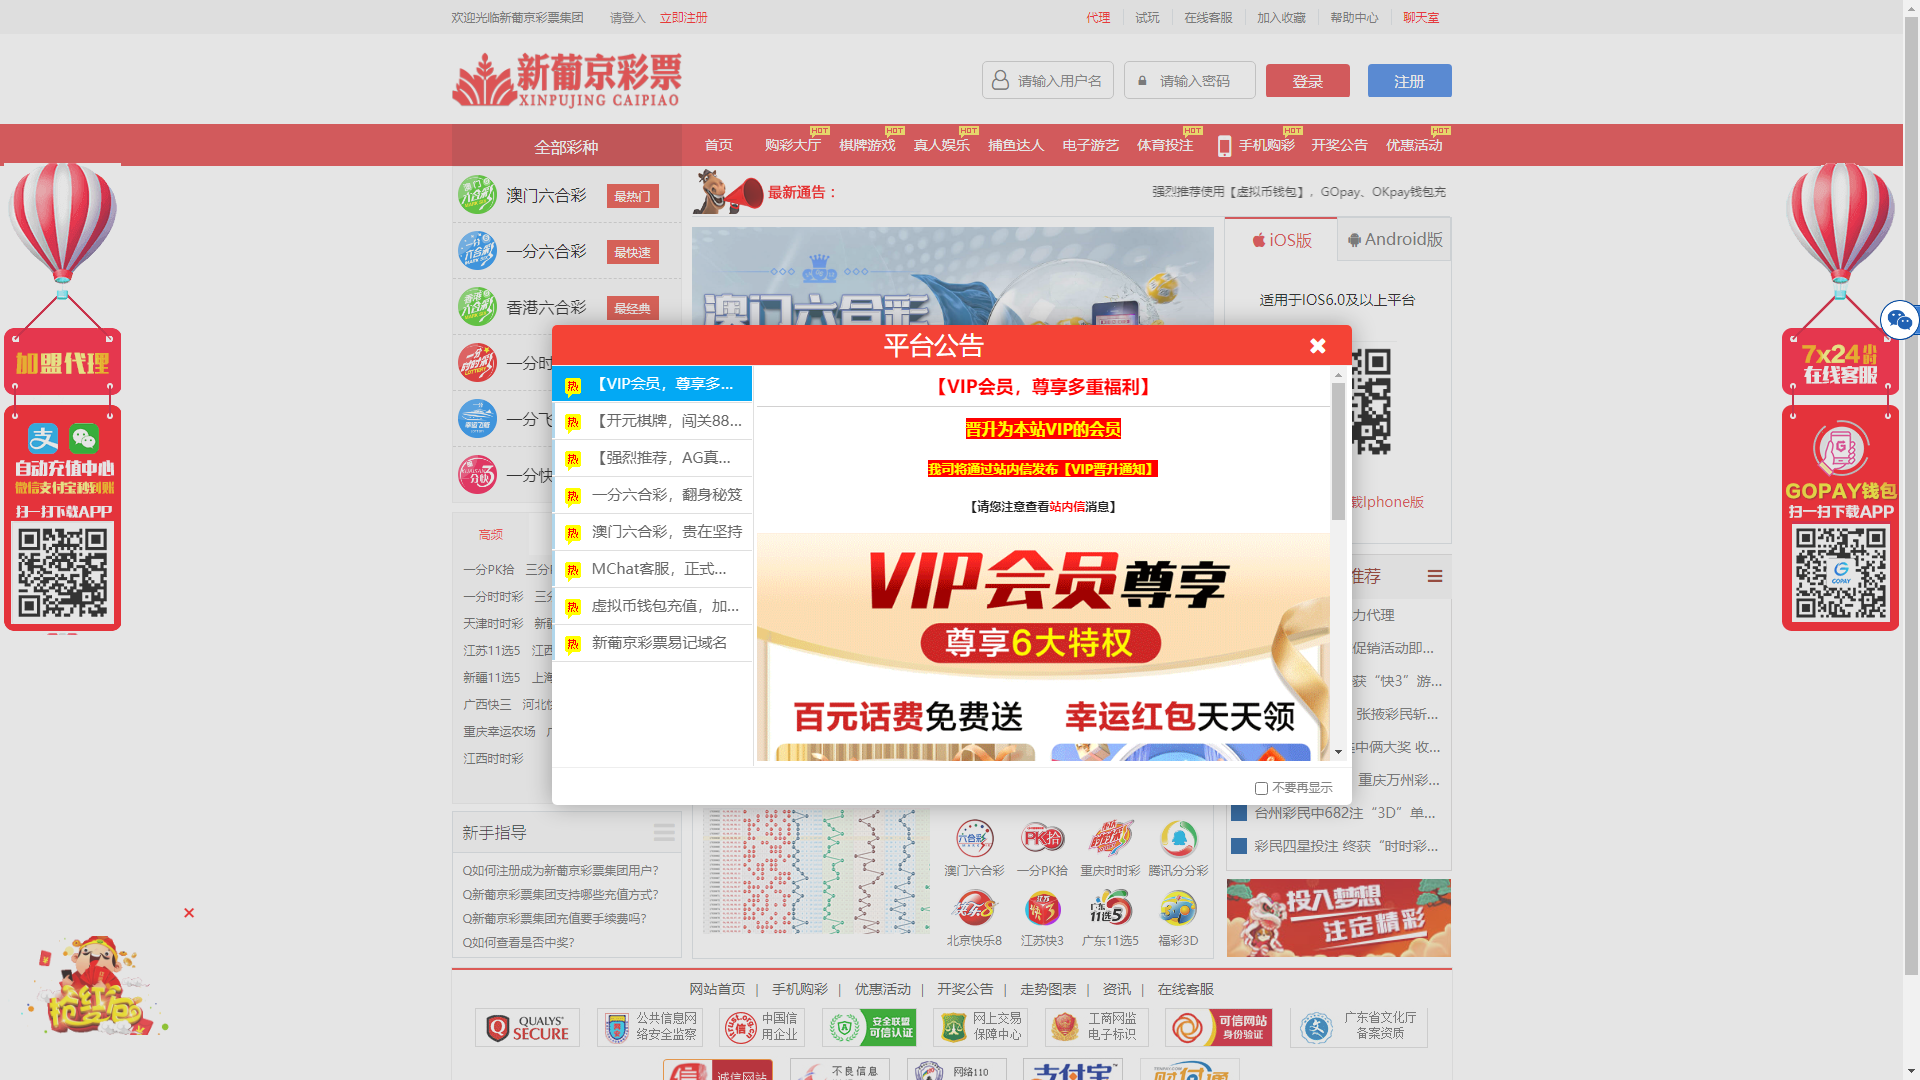 欢迎光临新葡京彩票集团 请登入 立即注册
代理 试玩 在线客服 加入收藏 帮助中心 聊天室
新葡京彩票
XINPUJING CAIPIAO
请输入用户名 请输入密码 登录 注册
全部彩种 首页 购彩大厅 HOT 棋牌游戏 HOT 真人娱乐 HOT 捕鱼达人 电子游艺 体育投注 HOT 手机购彩 HOT 开奖公告 优惠活动 HOT
澳门六合彩 最热门
一分六合彩 最快速
香港六合彩 最经典
一分时
一分飞
一分快
最新通告：
强烈推荐使用【虚拟币钱包】，GOpay、OKpay钱包充
澳门六合彩
iOS版 Android版
适用于IOS6.0及以上平台
载Iphone版
加盟代理
自动充值中心
微信支付宝秒到账
扫一扫下载APP
7x24小时
在线客服
GOPAY钱包
扫一扫下载APP
GOPAY
平台公告
热 【VIP会员，尊享多...
热 【开元棋牌，闯关88...
热 【强烈推荐，AG真...
热 一分六合彩，翻身秘笈
热 澳门六合彩，贵在坚持
热 MChat客服，正式...
热 虚拟币钱包充值，加...
热 新葡京彩票易记域名
【VIP会员，尊享多重福利】
晋升为本站VIP的会员
我司将通过站内信发布【VIP晋升通知】
【请您注意查看站内信消息】
VIP会员尊享
尊享6大特权
百元话费免费送 幸运红包天天领
不要再显示
高频
一分PK拾 三分
一分时时彩 三分
天津时时彩 新疆
江苏11选5 江西
新疆11选5 上海
广西快三 河北快
重庆幸运农场
江西时时彩
推荐
力代理
促销活动即...
获“快3”游...
张掖彩民斩...
中俩大奖 收...
重庆万州彩...
台州彩民中682注“3D”单...
彩民四星投注 终获“时时彩...
新手指导
Q如何注册成为新葡京彩票集团用户?
Q新葡京彩票集团支持哪些充值方式?
Q新葡京彩票集团充值要手续费吗?
Q如何查看是否中奖?
澳门六合彩 一分PK拾 重庆时时彩 腾讯分分彩
北京快乐8 江苏快3 广东11选5 福彩3D
投入梦想
注定精彩
抢红包
网站首页 | 手机购彩 | 优惠活动 | 开奖公告 | 走势图表 | 资讯 | 在线客服
QUALYS' SECURE
公共信息网
络安全监察
中国信
用企业
安全联盟
可信认证
网上交易
保障中心
工商网监
电子标识
可信网站
身份验证
广东省文化厅
备案资质
诚信网站
不良信息
网络110
支付宝
财付通